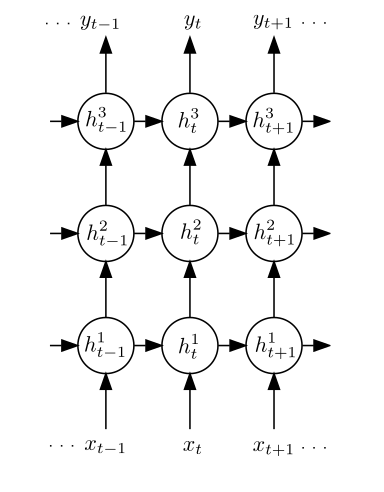 ··· y_{t−1} y_t y_{t+1} ···
h^3_{t−1} h^3_t h^3_{t+1}
h^2_{t−1} h^2_t h^2_{t+1}
h^1_{t−1} h^1_t h^1_{t+1}
··· x_{t−1} x_t x_{t+1} ···